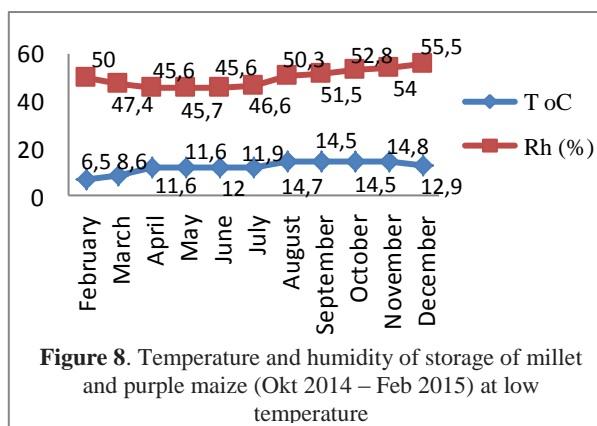 60
50
45,6
45,6
50,3
52,8
55,5
40
47,4
45,7
46,6
51,5
54
T oC
Rh (%)
20
6,5
8,6
11,6
11,9
14,5
14,8
0
11,6
12
14,7
14,5
12,9
February
March
April
May
June
July
August
September
October
November
December
Figure 8. Temperature and humidity of storage of millet
and purple maize (Okt 2014 – Feb 2015) at low
temperature